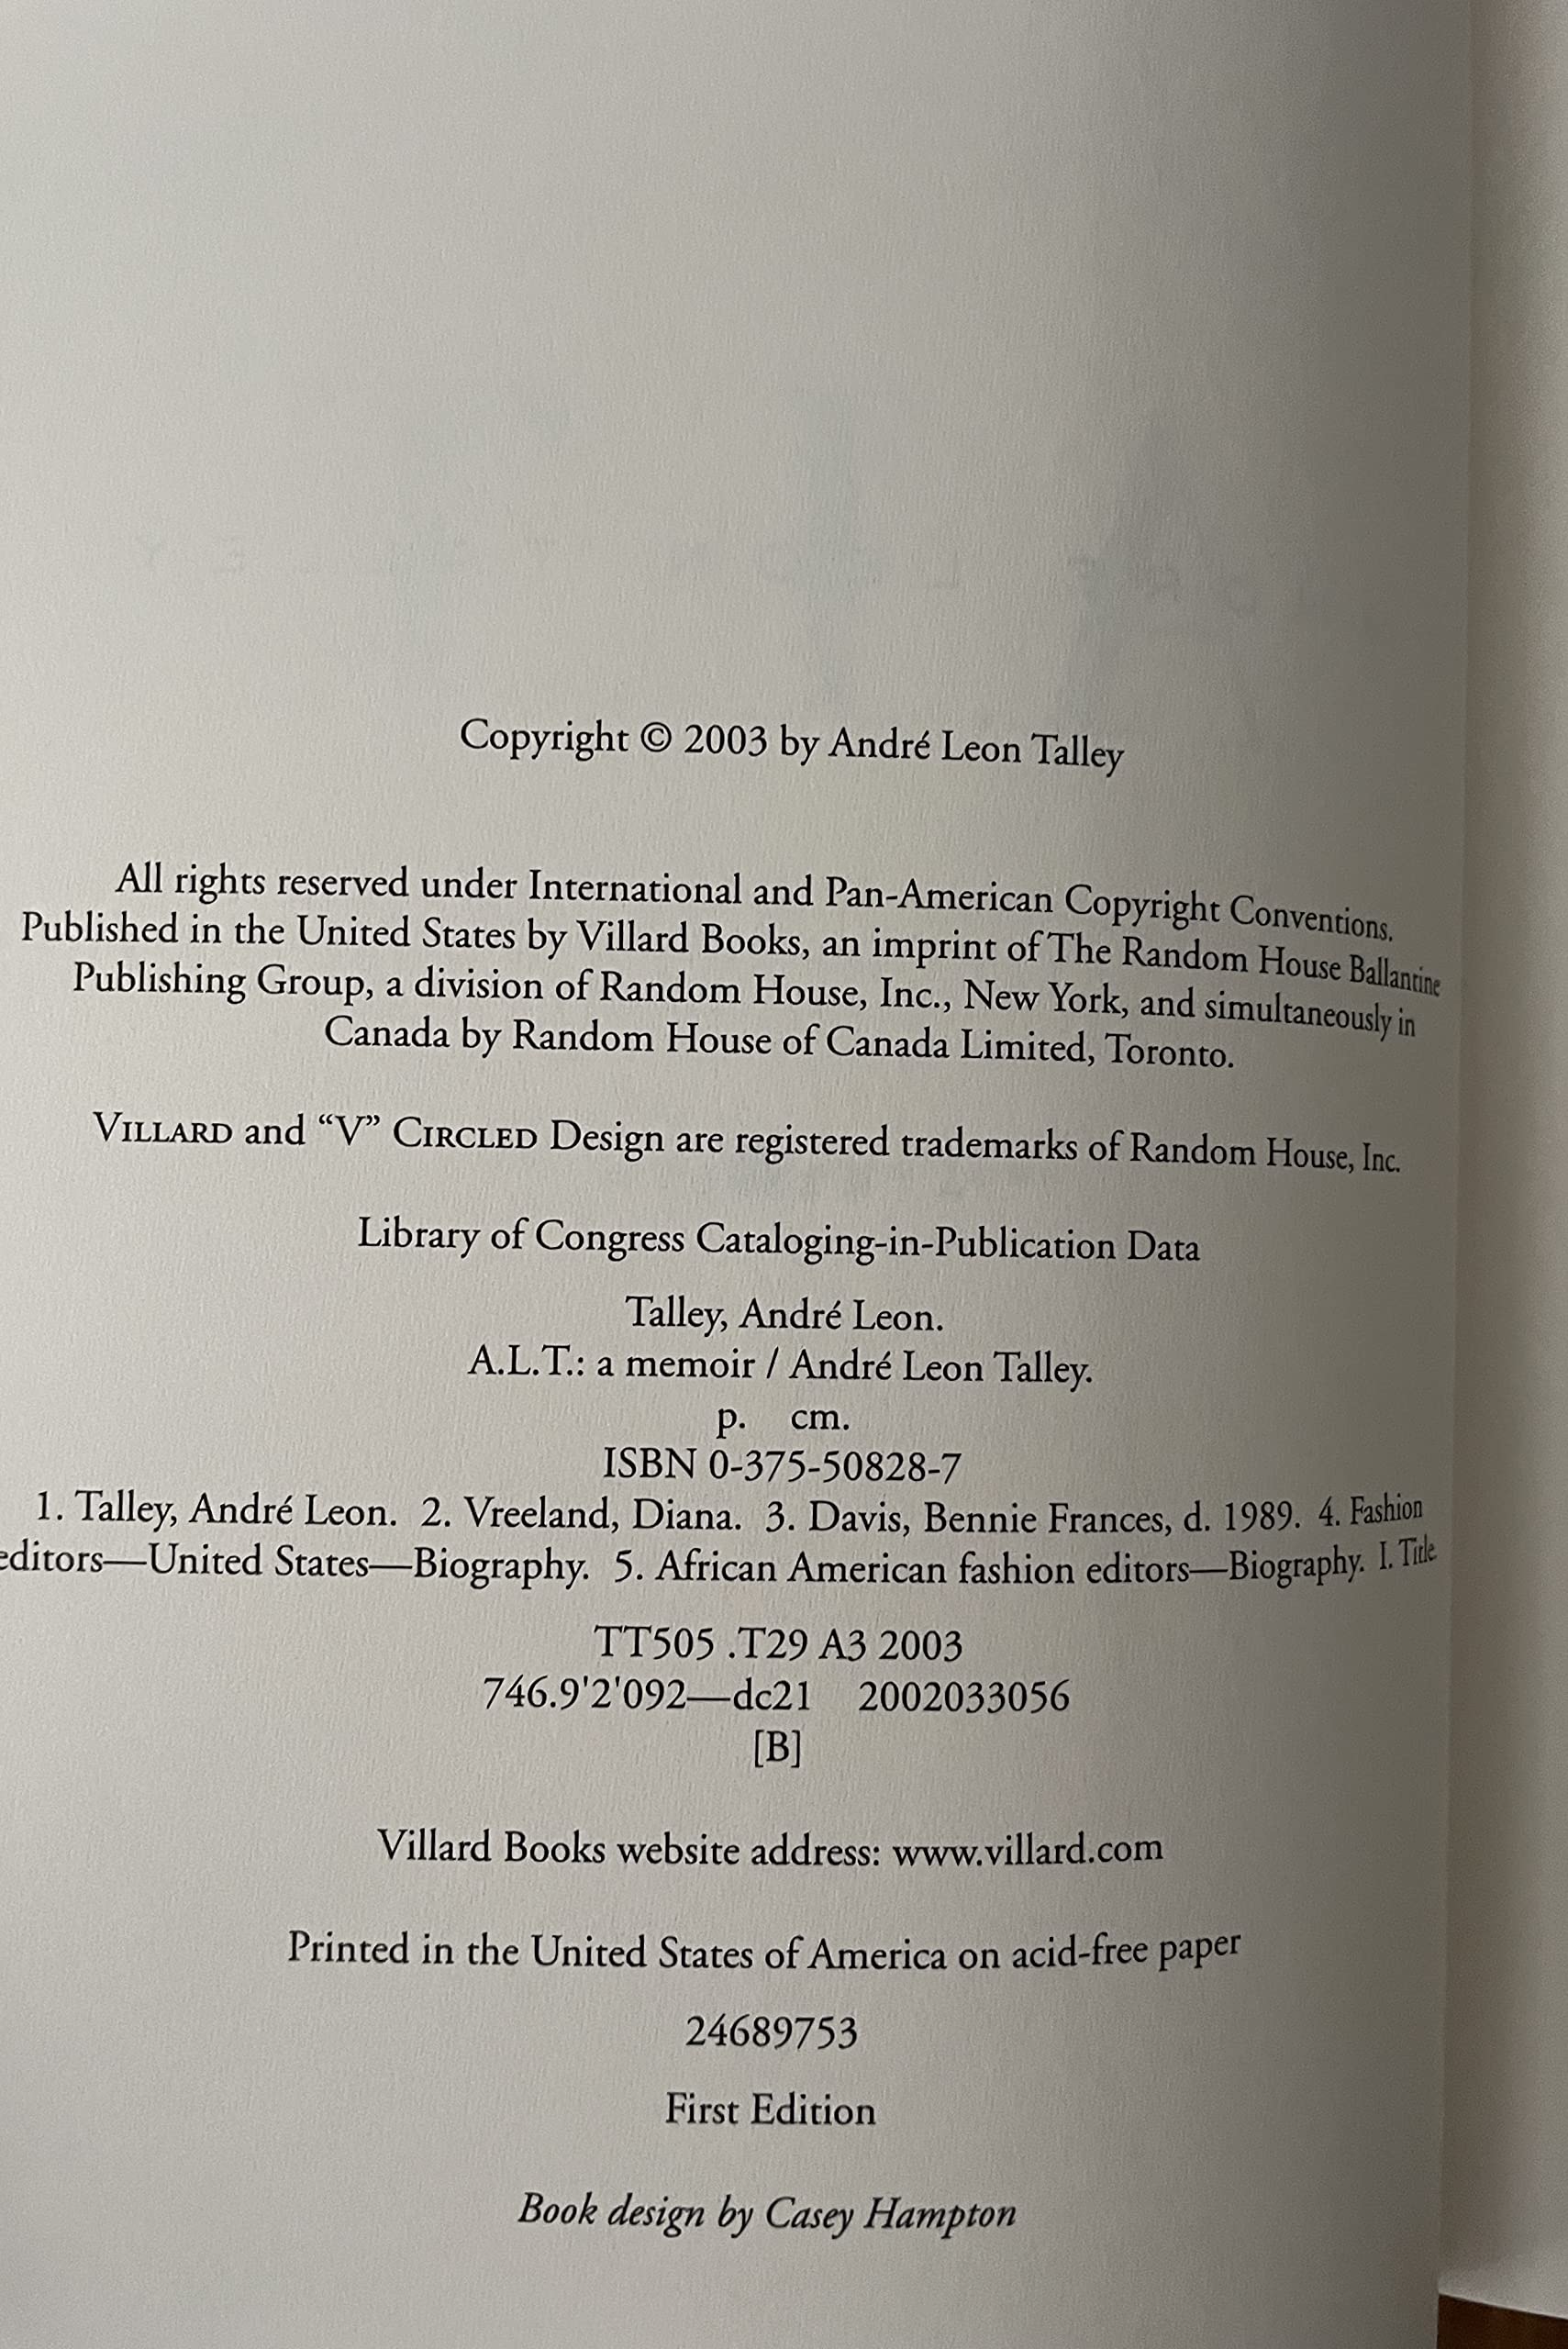 Copyright © 2003 by André Leon Talley
All rights reserved under International and Pan-American Copyright Conventions.
Published in the United States by Villard Books, an imprint of The Random House Ballantine
Publishing Group, a division of Random House, Inc., New York, and simultaneously in
Canada by Random House of Canada Limited, Toronto.
VILLARD and “V” CIRCLED Design are registered trademarks of Random House, Inc.
Library of Congress Cataloging-in-Publication Data
Talley, André Leon.
A.L.T.: a memoir / André Leon Talley.
p. cm.
ISBN 0-375-50828-7
1. Talley, André Leon. 2. Vreeland, Diana. 3. Davis, Bennie Frances, d. 1989. 4. Fashion
editors—United States—Biography. 5. African American fashion editors—Biography. I. Title
TT505 .T29 A3 2003
746.9'2'092—dc21 2002033056
[B]
Villard Books website address: www.villard.com
Printed in the United States of America on acid-free paper
24689753
First Edition
Book design by Casey Hampton